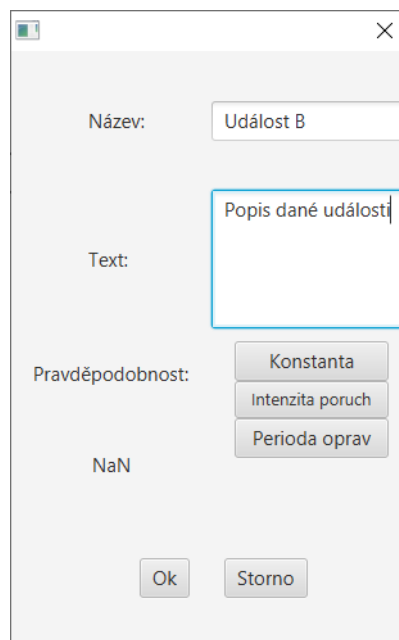 Název:
Událost B
Text:
Popis dané události
Pravděpodobnost:
Konstanta
Intenzita poruch
Perioda oprav
NaN
Ok
Storno